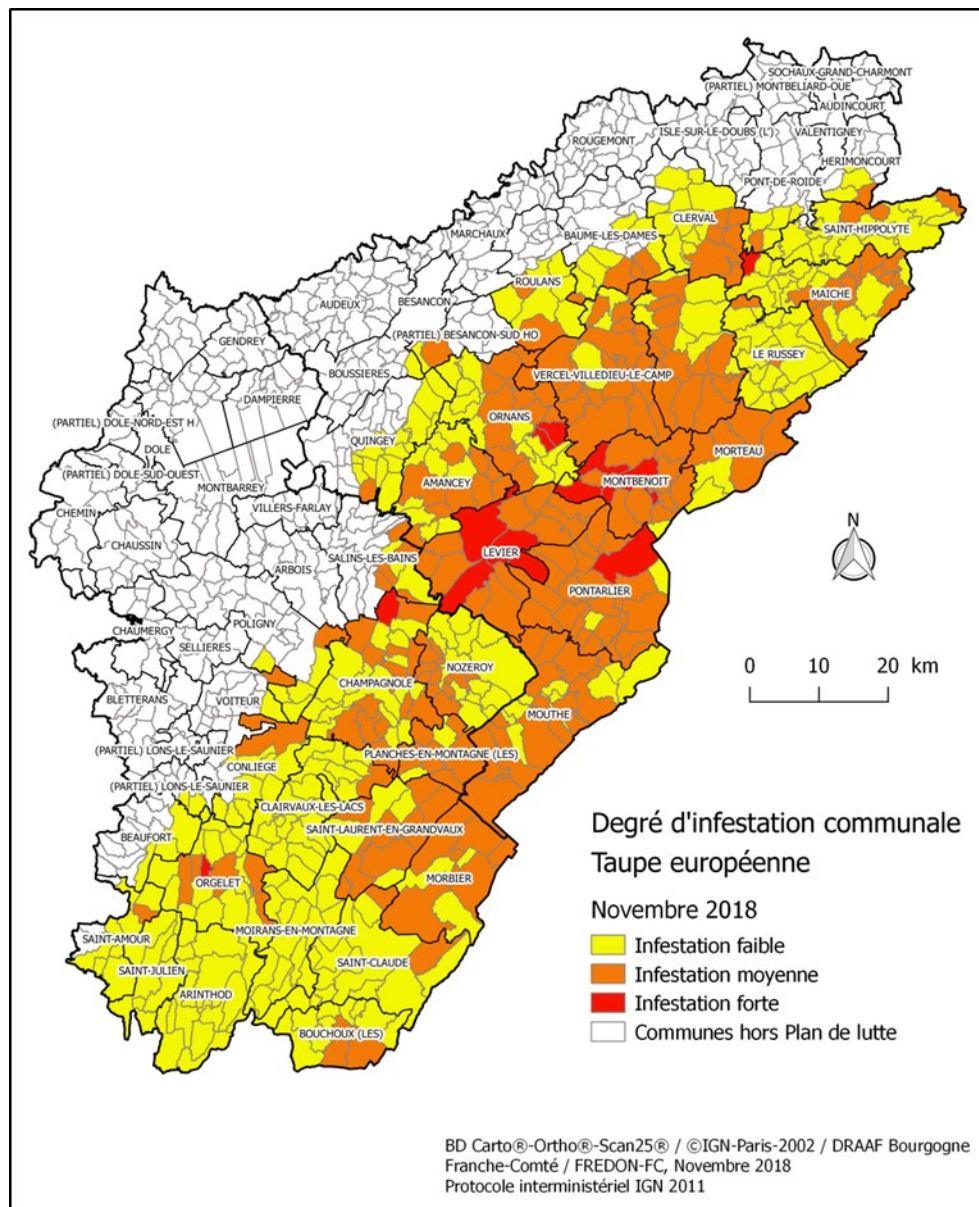 SOCHAUX-GRAND-CHARMONT
(PARTIEL) MONTBELIARD-OUE
AUDINCOURT
ISLE-SUR-LE-DOUBS (L')
VALENTIGNEY
ROUGEMONT
HERIMONCOURT
PONT-DE-ROIDE
CLERVAL
SAINT-HIPPOLYTE
MARCHAUX
BAUME-LES-DAMES
BESANCON
ROULANS
MAICHE
AUDEUX
(PARTIEL) BESANCON-SUD HO
GENDREY
LE RUSSEY
BOUSSIERES
VERCEL-VILLEDIEU-LE-CAMP
DAMPIERRE
(PARTIEL) DOLE-NORD-EST H
ORNANS
QUINGEY
DOLE
MORTEAU
(PARTIEL) DOLE-SUD-OUEST
AMANCEY
MONTBENOIT
MONTBARREY
VILLERS-FARLAY
CHEMIN
CHAUSSIN
LEVIER
SALINS-LES-BAINS
ARBOIS
PONTARLIER
POLIGNY
CHAUMERGY
SELLIERES
NOZEROY
CHAMPAGNOLE
BLETTERANS
VOITEUR
MOUTHE
(PARTIEL) LONS-LE-SAUNIER
PLANCHES-EN-MONTAGNE (LES)
CONLIEGE
(PARTIEL) LONS-LE-SAUNIER
CLAIRVAUX-LES-LACS
SAINT-LAURENT-EN-GRANDVAUX
BEAUFORT
MORBIER
ORGELET
MOIRANS-EN-MONTAGNE
SAINT-AMOUR
SAINT-CLAUDE
SAINT-JULIEN
ARINTHOD
BOUCHOUX (LES)
N
0 10 20 km
Degré d'infestation communale
Taupe européenne
Novembre 2018
Infestation faible
Infestation moyenne
Infestation forte
Communes hors Plan de lutte
BD Carto®-Ortho®-Scan25® / ©IGN-Paris-2002 / DRAAF Bourgogne
Franche-Comté / FREDON-FC, Novembre 2018
Protocole interministériel IGN 2011